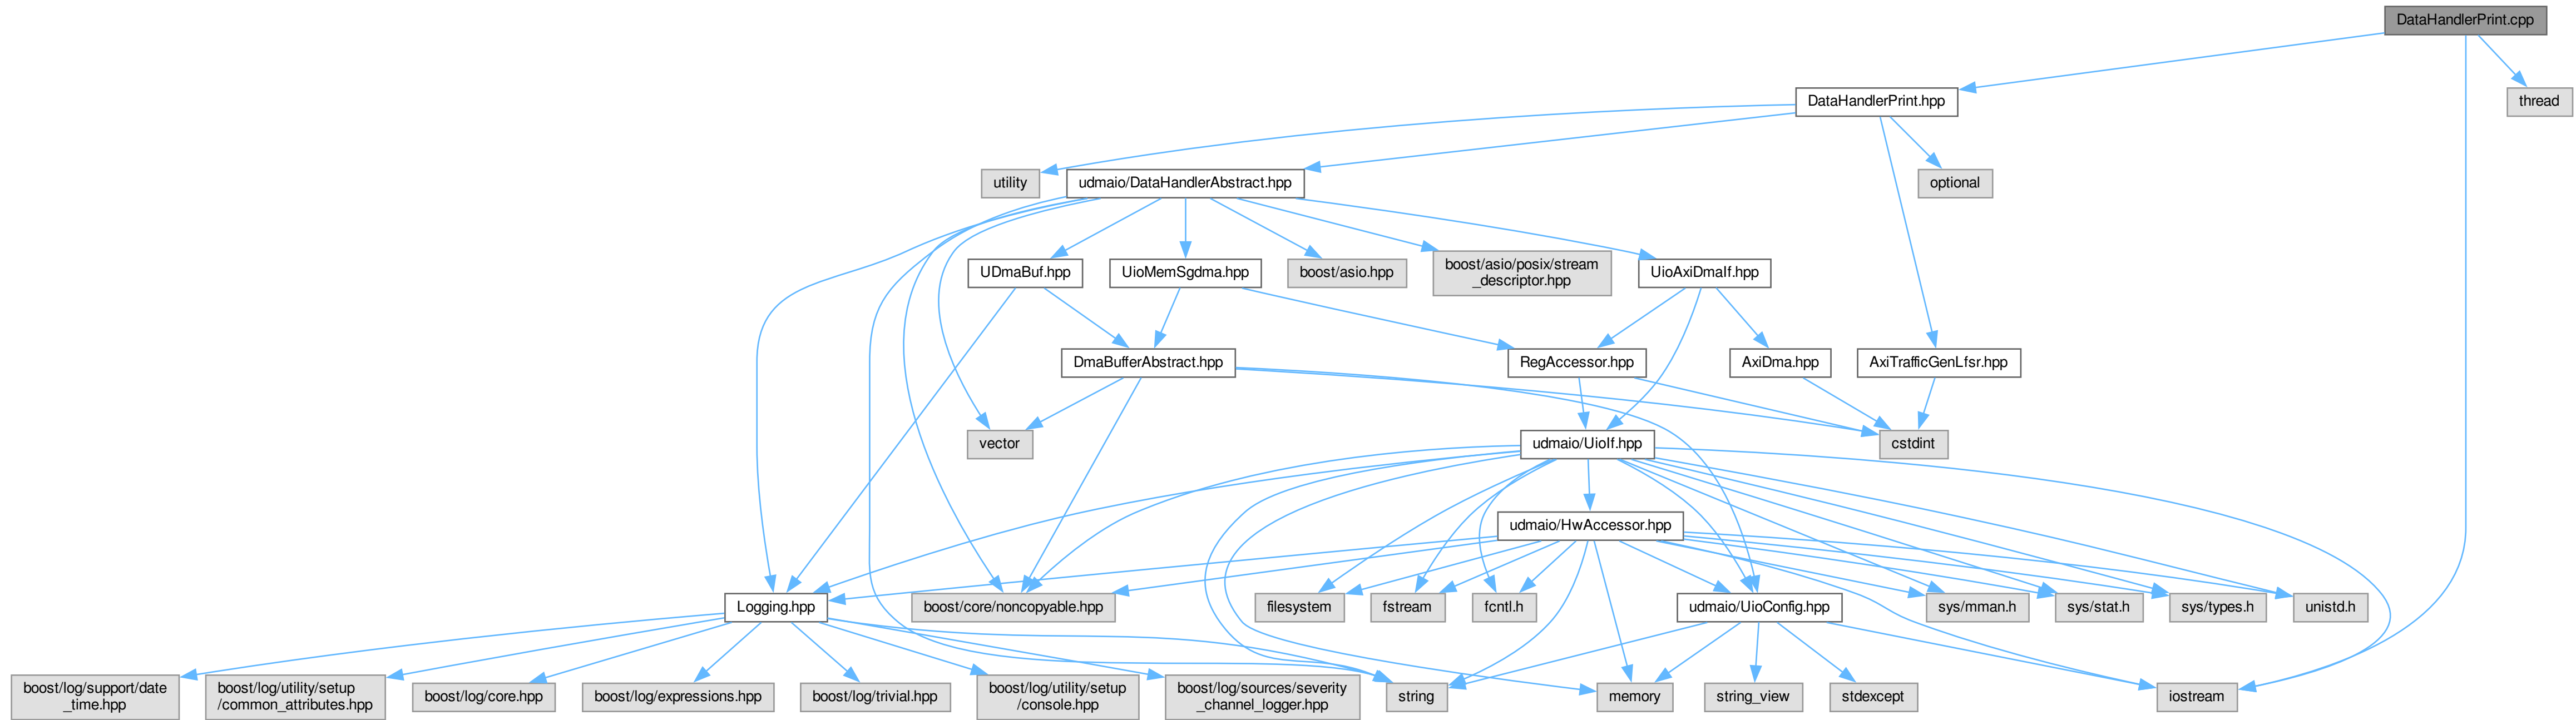 DataHandlerPrint.cpp
DataHandlerPrint.hpp
thread
utility
udmaio/DataHandlerAbstract.hpp
optional
UDmaBuf.hpp
UioMemSgdma.hpp
boost/asio.hpp
boost/asio/posix/stream
_descriptor.hpp
UioAxiDmaIf.hpp
DmaBufferAbstract.hpp
RegAccessor.hpp
AxiDma.hpp
AxiTrafficGenLfsr.hpp
vector
udmaio/UioIf.hpp
cstdint
udmaio/HwAccessor.hpp
Logging.hpp
boost/core/noncopyable.hpp
filesystem
fstream
fcntl.h
udmaio/UioConfig.hpp
sys/mman.h
sys/stat.h
sys/types.h
unistd.h
boost/log/support/date
_time.hpp
boost/log/utility/setup
/common_attributes.hpp
boost/log/core.hpp
boost/log/expressions.hpp
boost/log/trivial.hpp
boost/log/utility/setup
/console.hpp
boost/log/sources/severity
_channel_logger.hpp
string
memory
string_view
stdexcept
iostream